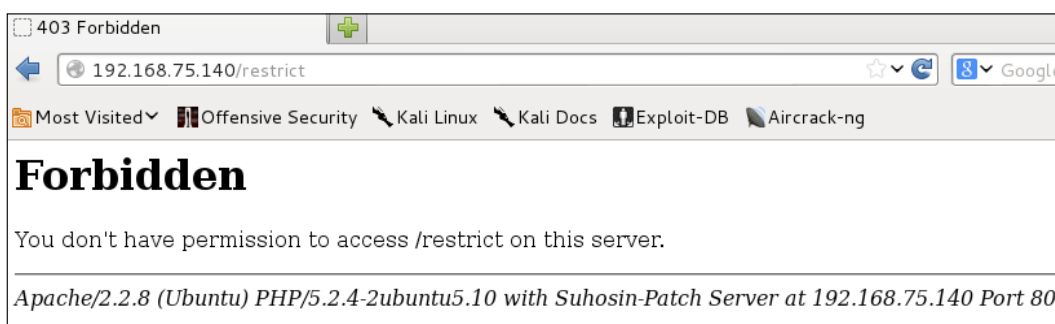 403 Forbidden
192.168.75.140/restrict
8 Google
Most Visited Offensive Security Kali Linux Kali Docs Exploit-DB Aircrack-ng
Forbidden
You don't have permission to access /restrict on this server.
Apache/2.2.8 (Ubuntu) PHP/5.2.4-2ubuntu5.10 with Suhosin-Patch Server at 192.168.75.140 Port 80